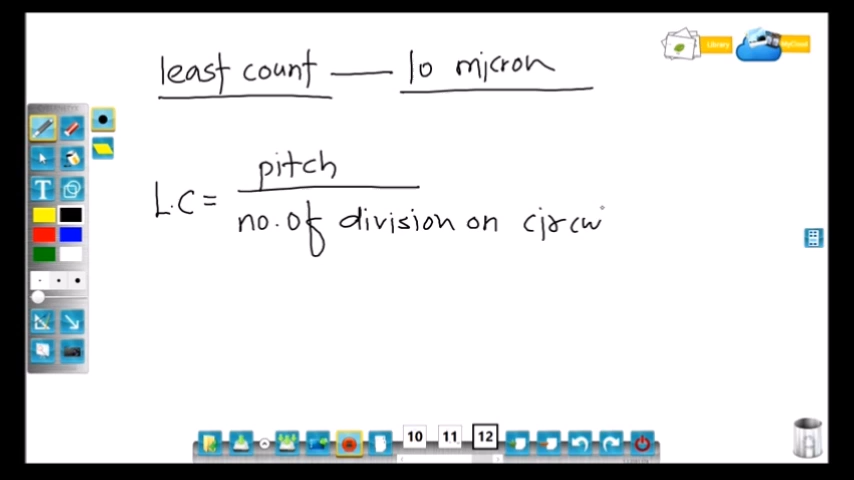 least count — 10 micron
Library
MyCloud
L.C = pitch
no. of division on circu
10 11 12